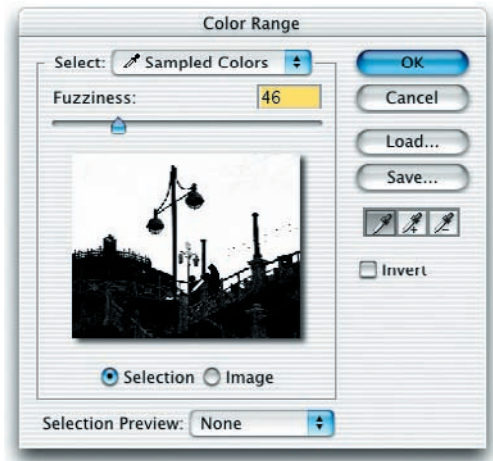 Color Range
Select: Sampled Colors
OK
Fuzziness: 46
Cancel
Load...
Save...
Invert
Selection Image
Selection Preview: None